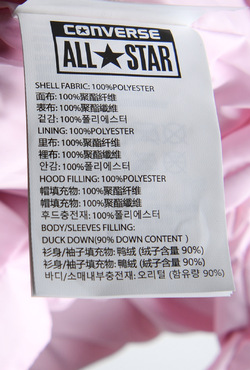 CONVERSE
ALL★STAR
SHELL FABRIC: 100%POLYESTER
面布: 100%聚酯纤维
表布: 100%聚酯纖維
겉감: 100%폴리에스터
LINING: 100%POLYESTER
里布: 100%聚酯纤维
裡布: 100%聚酯纖維
안감: 100%폴리에스터
HOOD FILLING: 100%POLYESTER
帽填充物: 100%聚酯纤维
帽填充物: 100%聚酯纖維
후드충전재: 100%폴리에스터
BODY/SLEEVES FILLING:
DUCK DOWN(90% DOWN CONTENT )
衫身/袖子填充物: 鸭绒 (绒子含量 90%)
衫身/袖子填充物: 鴨絨 (絨子含量 90%)
바디/소매내부충전재: 오리털 (함유량 90%)